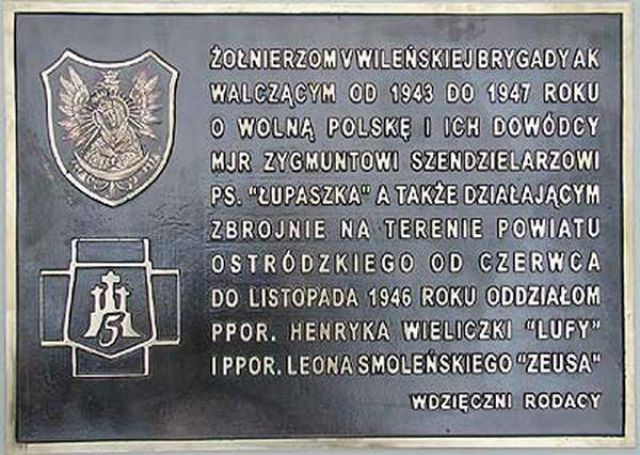 ŻOŁNIERZOM V WILEŃSKIEJ BRYGADY AK
WALCZĄCYM OD 1943 DO 1947 ROKU
O WOLNĄ POLSKĘ I ICH DOWÓDCY
MJR ZYGMUNTOWI SZENDZIELARZOWI
PS. "ŁUPASZKA" A TAKŻE DZIAŁAJĄCYM
ZBROJNIE NA TERENIE POWIATU
OSTRÓDZKIEGO OD CZERWCA
DO LISTOPADA 1946 ROKU ODDZIAŁOM
PPOR. HENRYKA WIELICZKI "LUFY"
I PPOR. LEONA SMOLEŃSKIEGO "ZEUSA"
WDZIĘCZNI RODACY
5